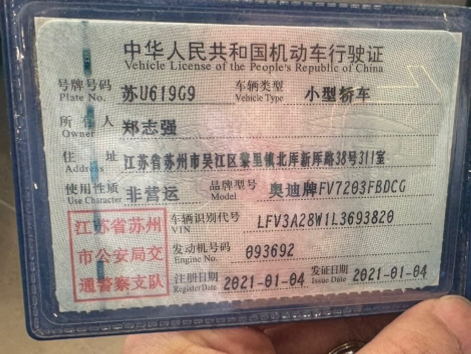 中华人民共和国机动车行驶证
Vehicle License of the People's Republic of China
号牌号码 苏U619G9 车辆类型 小型轿车
Plate No. Vehicle Type
所有人 郑志强
Owner
住址 江苏省苏州市吴江区黎里镇北厍新厍路38号311室
Address
使用性质 非营运 品牌型号 奥迪牌FV7203FBDCG
Use Character Model
江苏省苏州市公安局交通警察支队
车辆识别代号 LFV3A28W1L3693820
VIN
发动机号码 093692
Engine No.
注册日期 2021-01-04 发证日期 2021-01-04
Register Date Issue Date